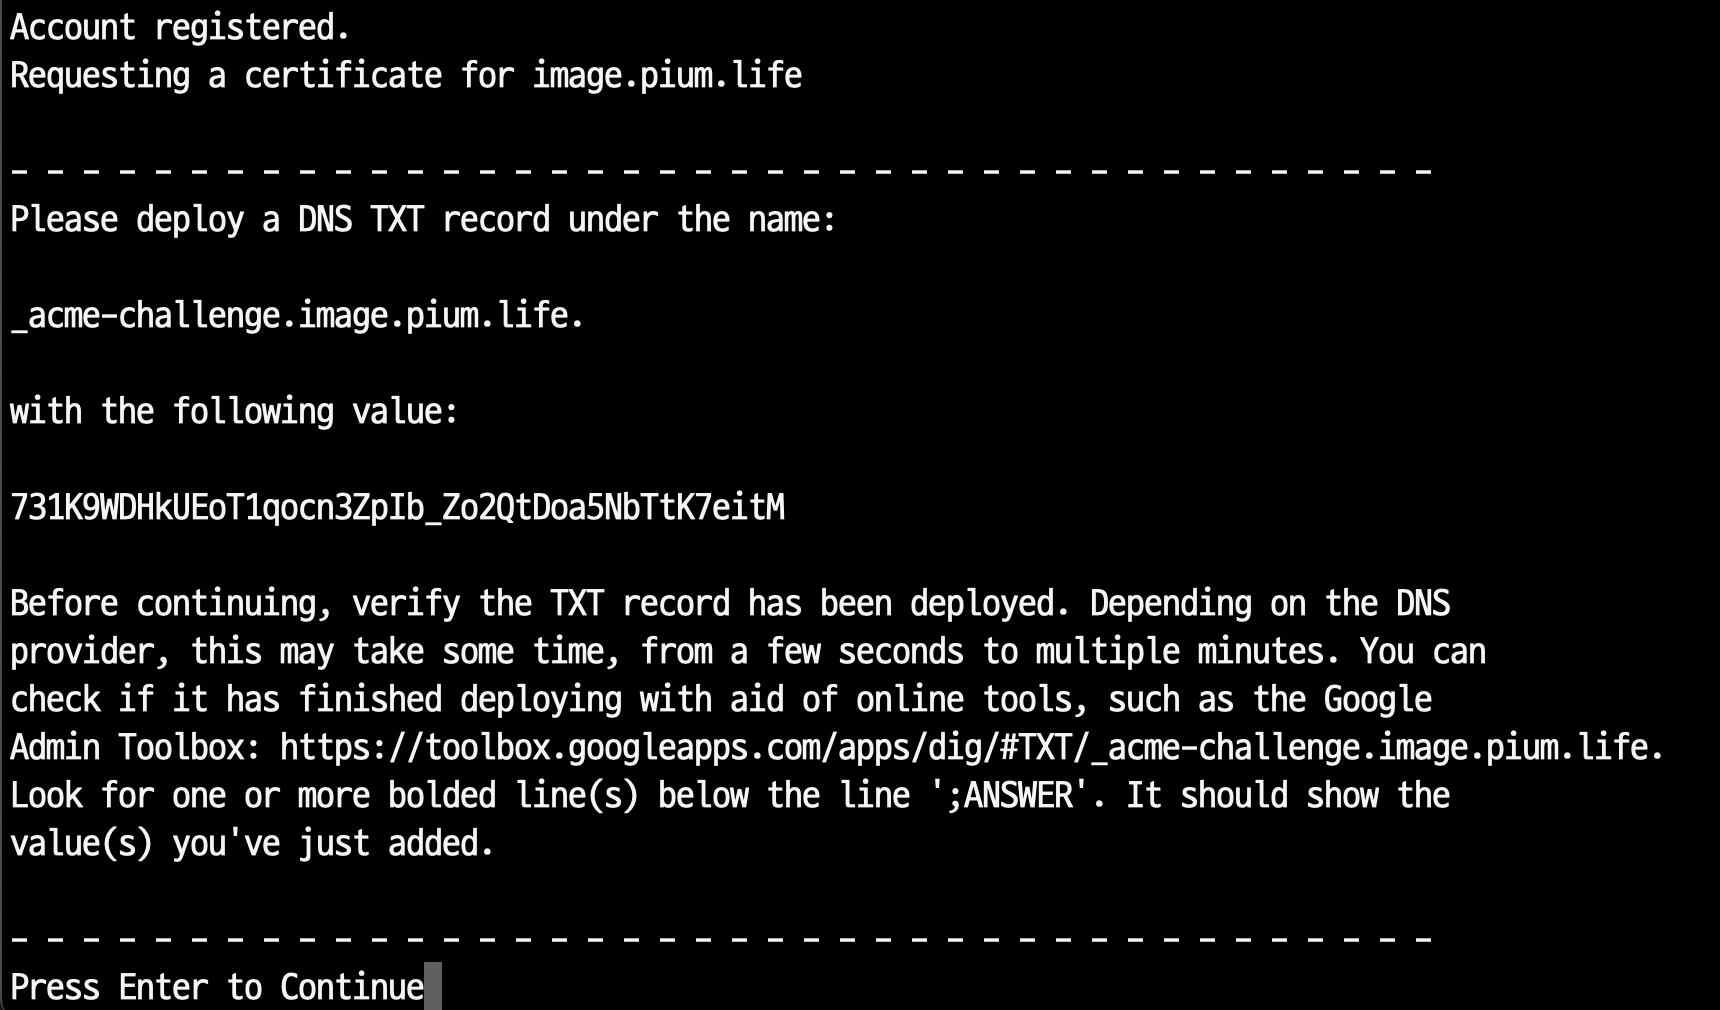 Account registered.
Requesting a certificate for image.pium.life
- - - - - - - - - - - - - - - - - - - - - - - - - - - - - - - - - - - - - - - -
Please deploy a DNS TXT record under the name:
_acme-challenge.image.pium.life.
with the following value:
731K9WDHkUEoT1qocn3ZpIb_Zo2QtDoa5NbTtK7eitM
Before continuing, verify the TXT record has been deployed. Depending on the DNS
provider, this may take some time, from a few seconds to multiple minutes. You can
check if it has finished deploying with aid of online tools, such as the Google
Admin Toolbox: https://toolbox.googleapps.com/apps/dig/#TXT/_acme-challenge.image.pium.life.
Look for one or more bolded line(s) below the line ';ANSWER'. It should show the
value(s) you've just added.
- - - - - - - - - - - - - - - - - - - - - - - - - - - - - - - - - - - - - - - -
Press Enter to Continue